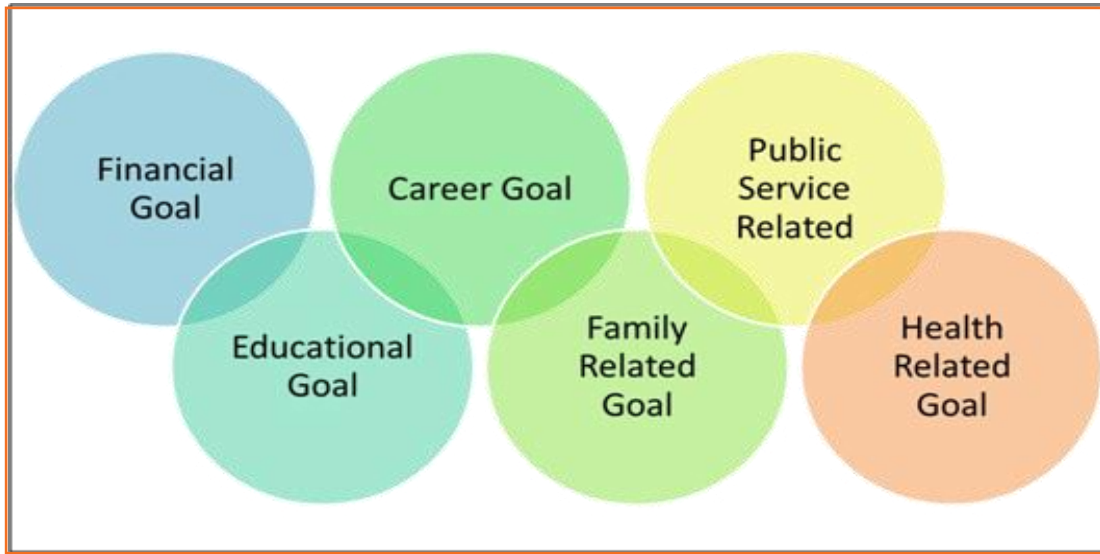 Financial
Goal
Educational
Goal
Career Goal
Family
Related
Goal
Public
Service
Related
Health
Related
Goal